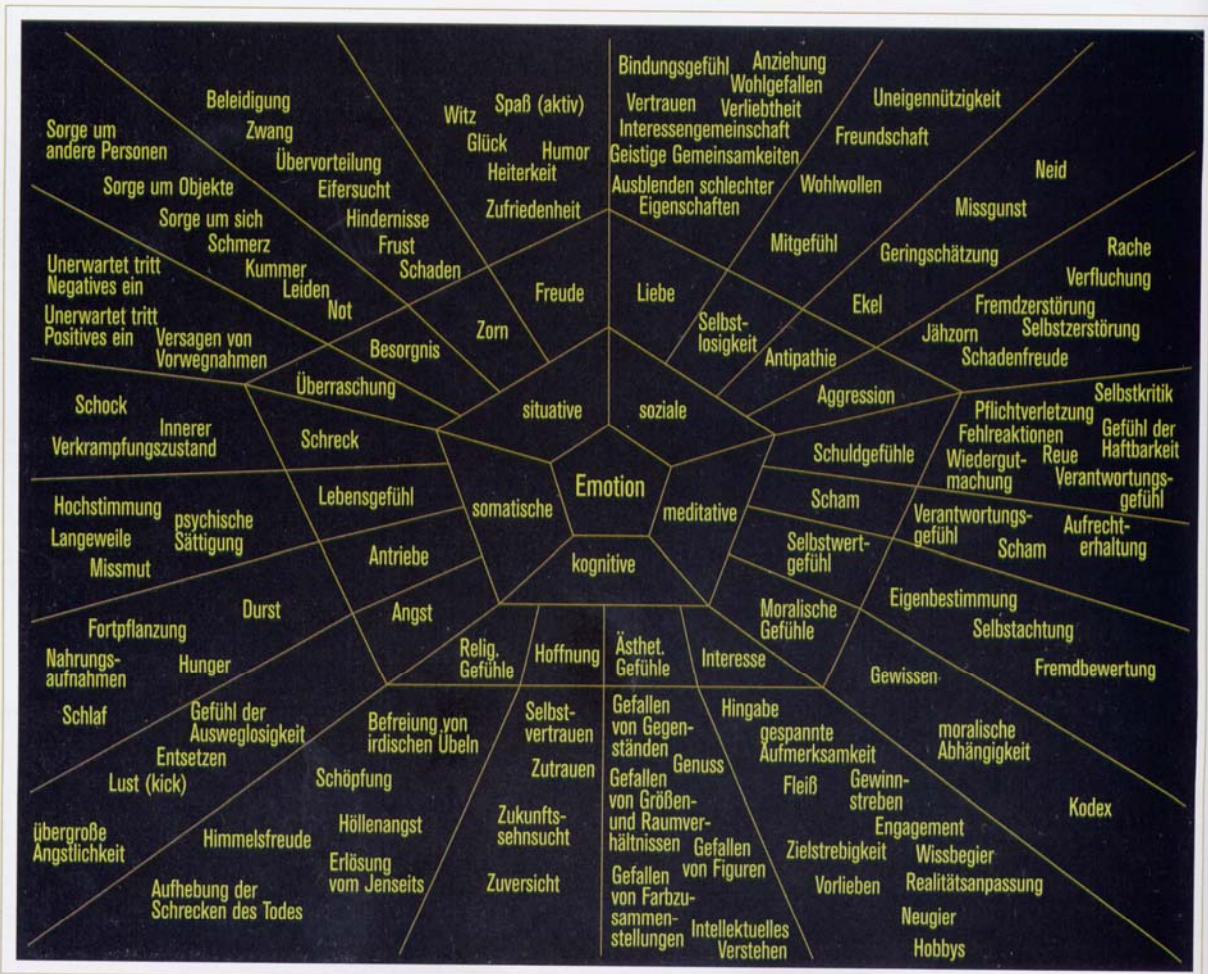 Emotion
situative
soziale
meditative
kognitive
somatische
Freude
Zorn
Besorgnis
Überraschung
Liebe
Selbst-
losigkeit
Antipathie
Aggression
Schuldgefühle
Scham
Selbstwert-
gefühl
Moralische
Gefühle
Interesse
Ästhet.
Gefühle
Hoffnung
Relig.
Gefühle
Angst
Antriebe
Lebensgefühl
Schreck
Witz
Spaß (aktiv)
Glück
Humor
Heiterkeit
Zufriedenheit
Bindungsgefühl
Anziehung
Wohlgefallen
Vertrauen
Verliebtheit
Interessengemeinschaft
Geistige Gemeinsamkeiten
Ausblenden schlechter
Eigenschaften
Uneigennützigkeit
Freundschaft
Wohlwollen
Mitgefühl
Neid
Missgunst
Geringschätzung
Ekel
Rache
Verfluchung
Fremdzerstörung
Jähzorn
Selbstzerstörung
Schadenfreude
Selbstkritik
Pflichtverletzung
Fehlreaktionen
Gefühl der
Haftbarkeit
Wiedergut-
machung
Reue
Verantwortungs-
gefühl
Verantwortungs-
gefühl
Aufrecht-
erhaltung
Scham
Eigenbestimmung
Selbstachtung
Fremdbewertung
Gewissen
moralische
Abhängigkeit
Kodex
Hingabe
gespannte
Aufmerksamkeit
Fleiß
Gewinn-
streben
Engagement
Zielstrebigkeit
Wissbegier
Vorlieben
Realitätsanpassung
Neugier
Hobbys
Gefallen
von Gegen-
ständen
Genuss
Gefallen
von Größen-
und Raumver-
hältnissen
Gefallen
von Figuren
Gefallen
von Farbzu-
sammen-
stellungen
Intellektuelles
Verstehen
Selbst-
vertrauen
Zutrauen
Zukunfts-
sehnsucht
Zuversicht
Befreiung von
irdischen Übeln
Schöpfung
Höllenangst
Himmelsfreude
Erlösung
vom Jenseits
Aufhebung der
Schrecken des Todes
Gefühl der
Ausweglosigkeit
Entsetzen
Lust (kick)
übergroße
Ängstlichkeit
Durst
Fortpflanzung
Nahrungs-
aufnahmen
Hunger
Schlaf
Hochstimmung
psychische
Sättigung
Langeweile
Missmut
Schock
Innerer
Verkrampfungszustand
Unerwartet tritt
Negatives ein
Unerwartet tritt
Positives ein
Versagen von
Vorwegnahmen
Sorge um
andere Personen
Sorge um Objekte
Sorge um sich
Schmerz
Kummer
Leiden
Not
Beleidigung
Zwang
Übervorteilung
Eifersucht
Hindernisse
Frust
Schaden